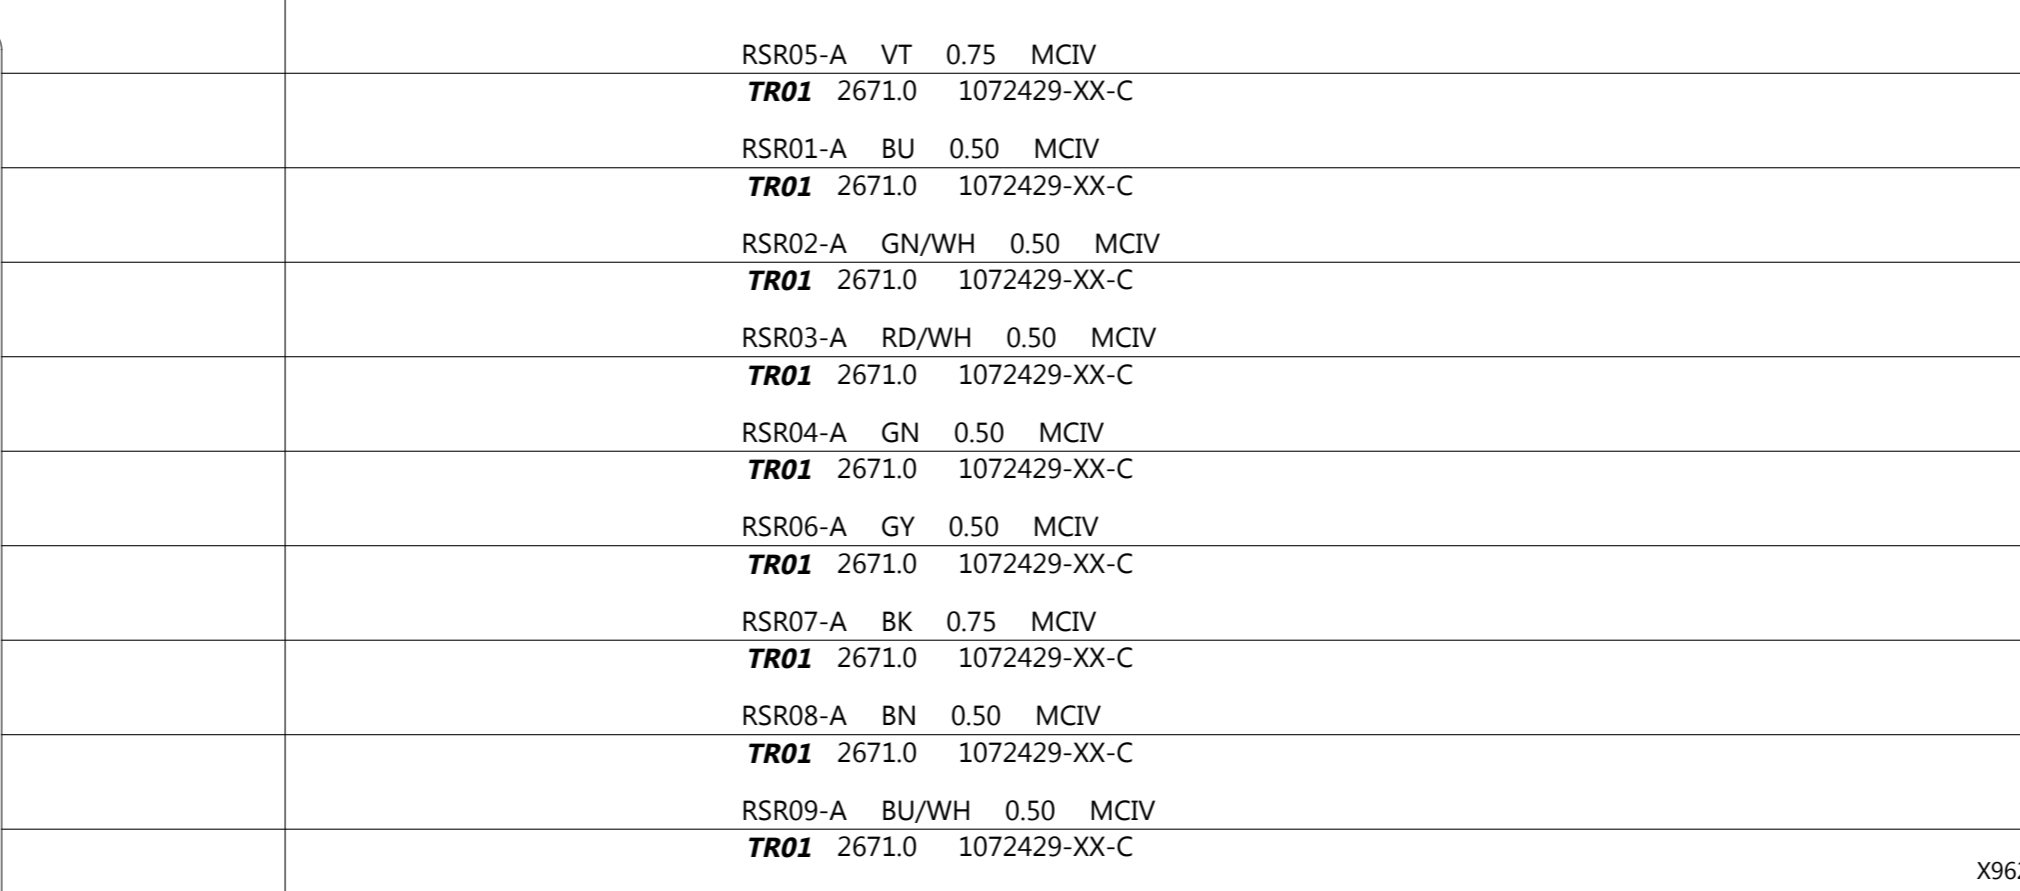 RSR05-A VT 0.75 MCIV
TR01 2671.0 1072429-XX-C
RSR01-A BU 0.50 MCIV
TR01 2671.0 1072429-XX-C
RSR02-A GN/WH 0.50 MCIV
TR01 2671.0 1072429-XX-C
RSR03-A RD/WH 0.50 MCIV
TR01 2671.0 1072429-XX-C
RSR04-A GN 0.50 MCIV
TR01 2671.0 1072429-XX-C
RSR06-A GY 0.50 MCIV
TR01 2671.0 1072429-XX-C
RSR07-A BK 0.75 MCIV
TR01 2671.0 1072429-XX-C
RSR08-A BN 0.50 MCIV
TR01 2671.0 1072429-XX-C
RSR09-A BU/WH 0.50 MCIV
TR01 2671.0 1072429-XX-C